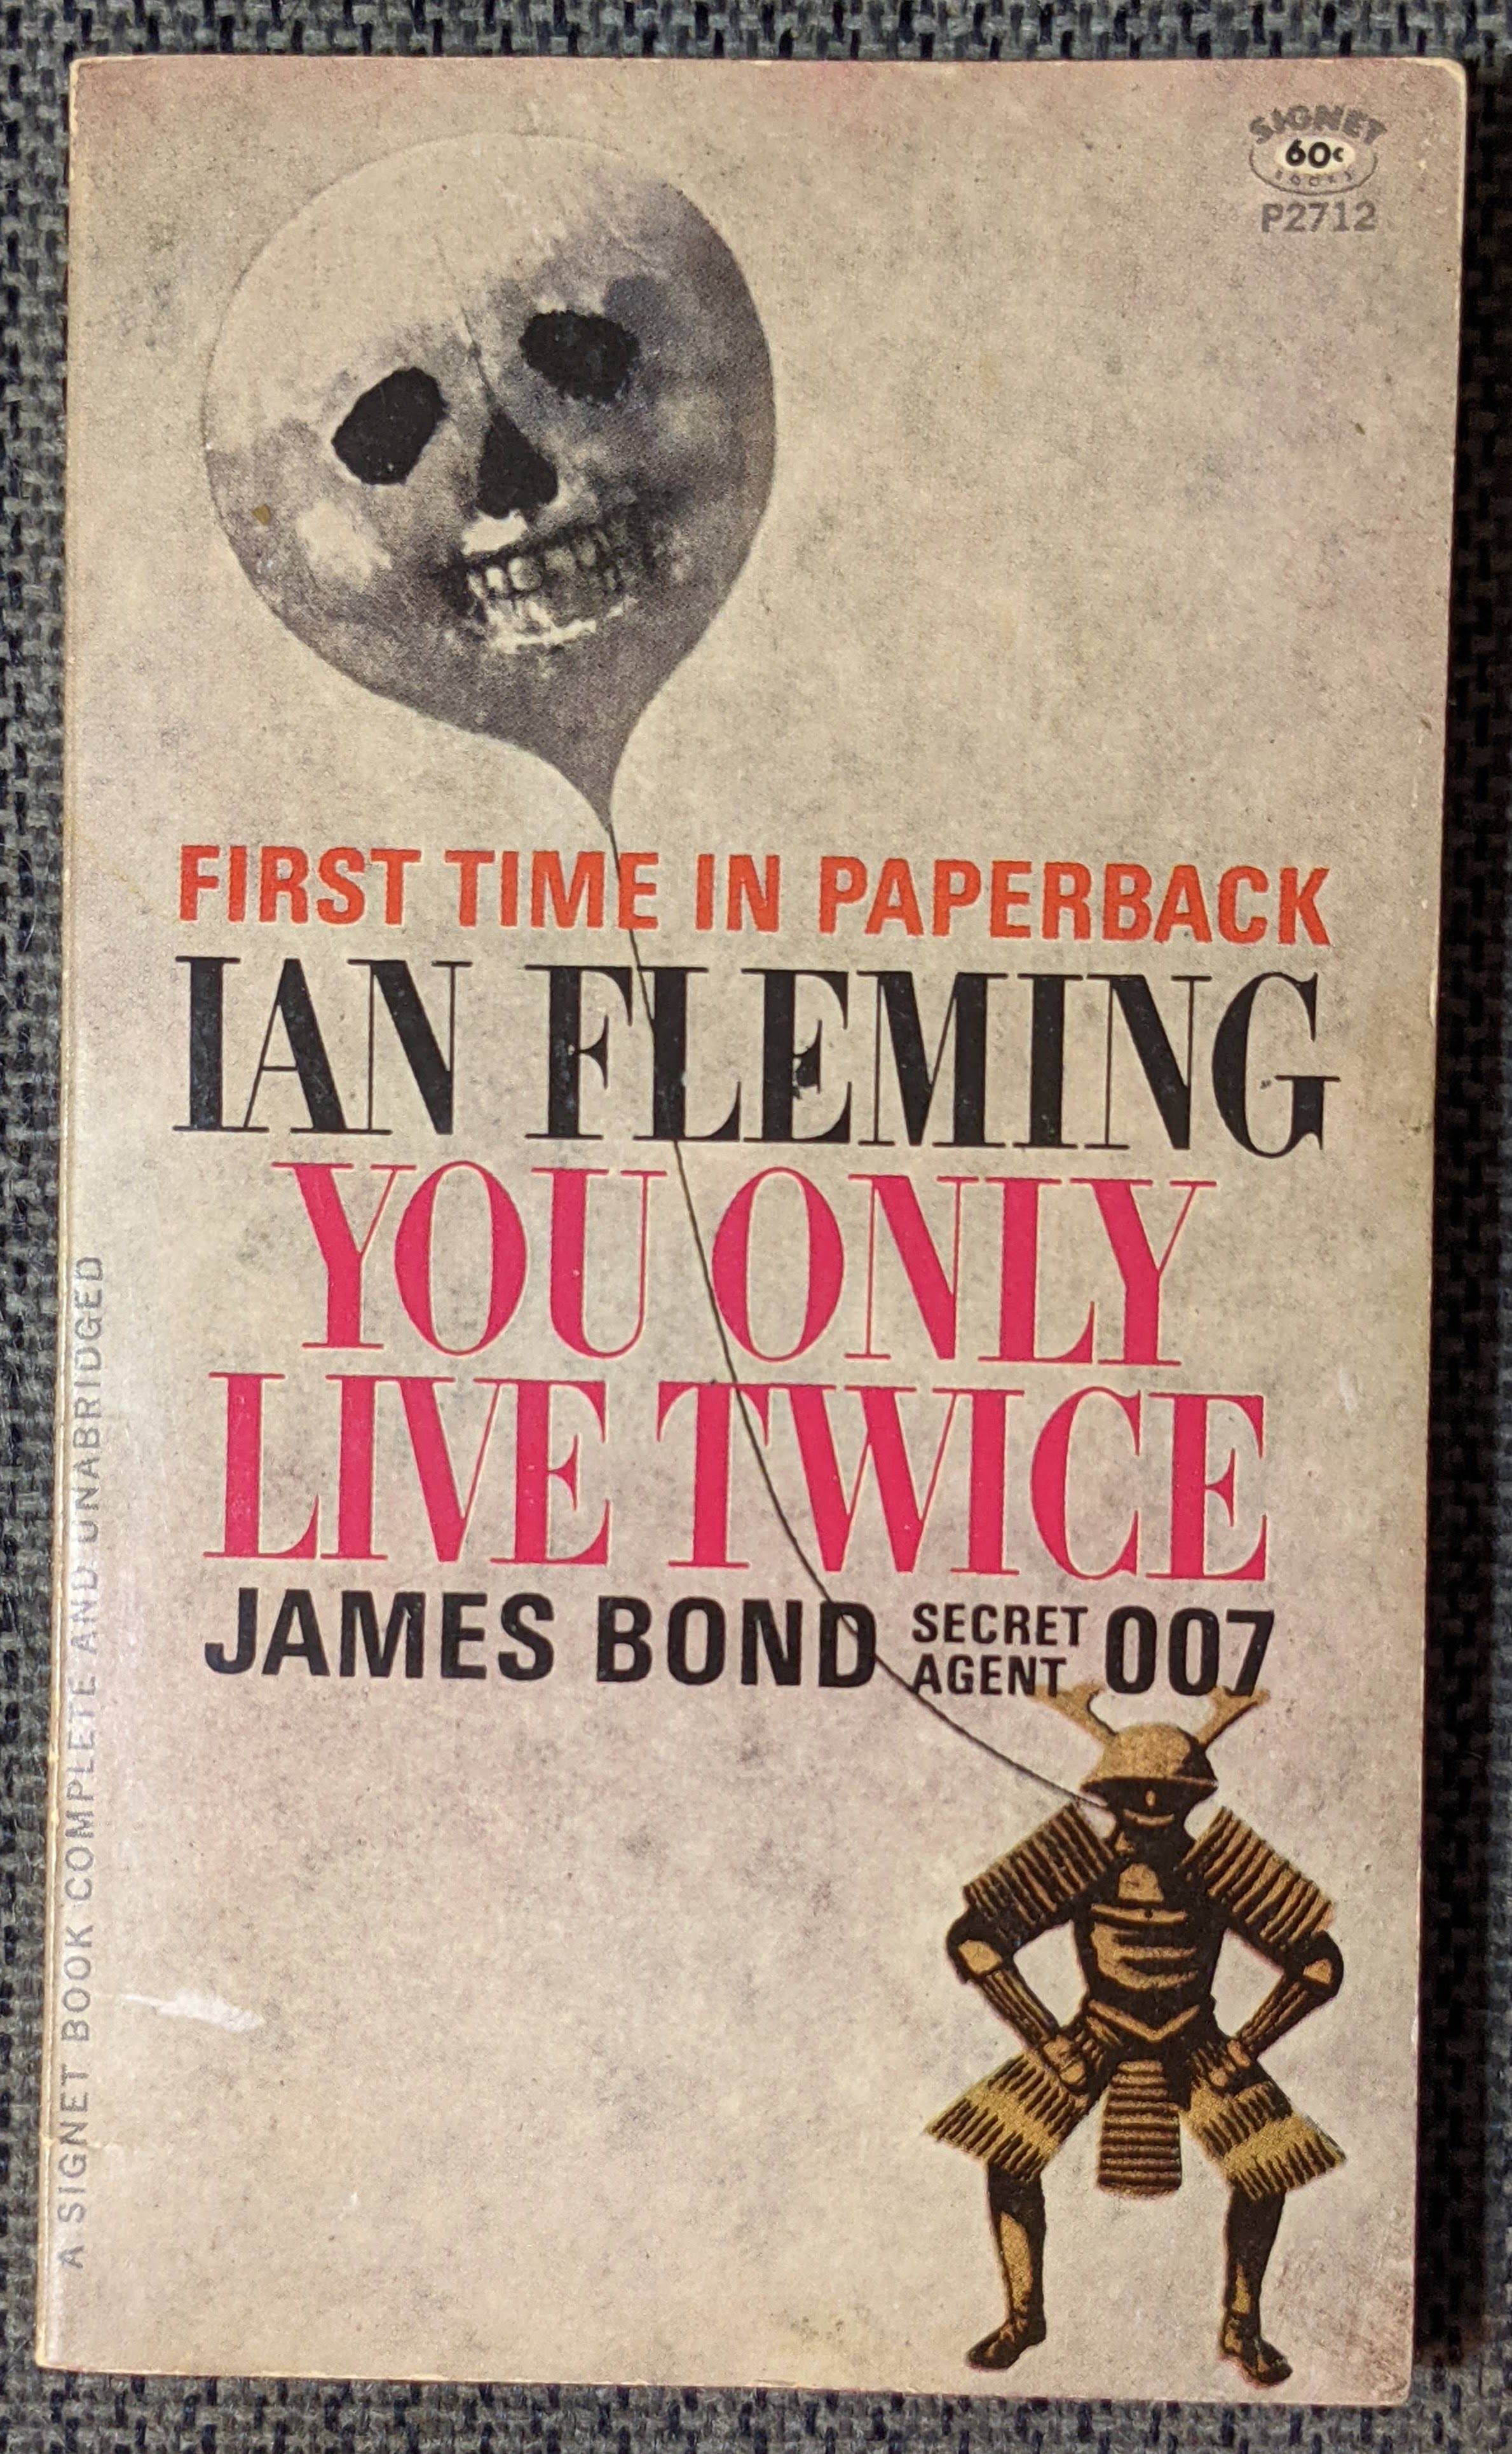 SIGNET
60¢
BOOKS
P2712
FIRST TIME IN PAPERBACK
IAN FLEMING
YOU ONLY
LIVE TWICE
JAMES BOND SECRET AGENT 007
A SIGNET BOOK COMPLETE AND UNABRIDGED